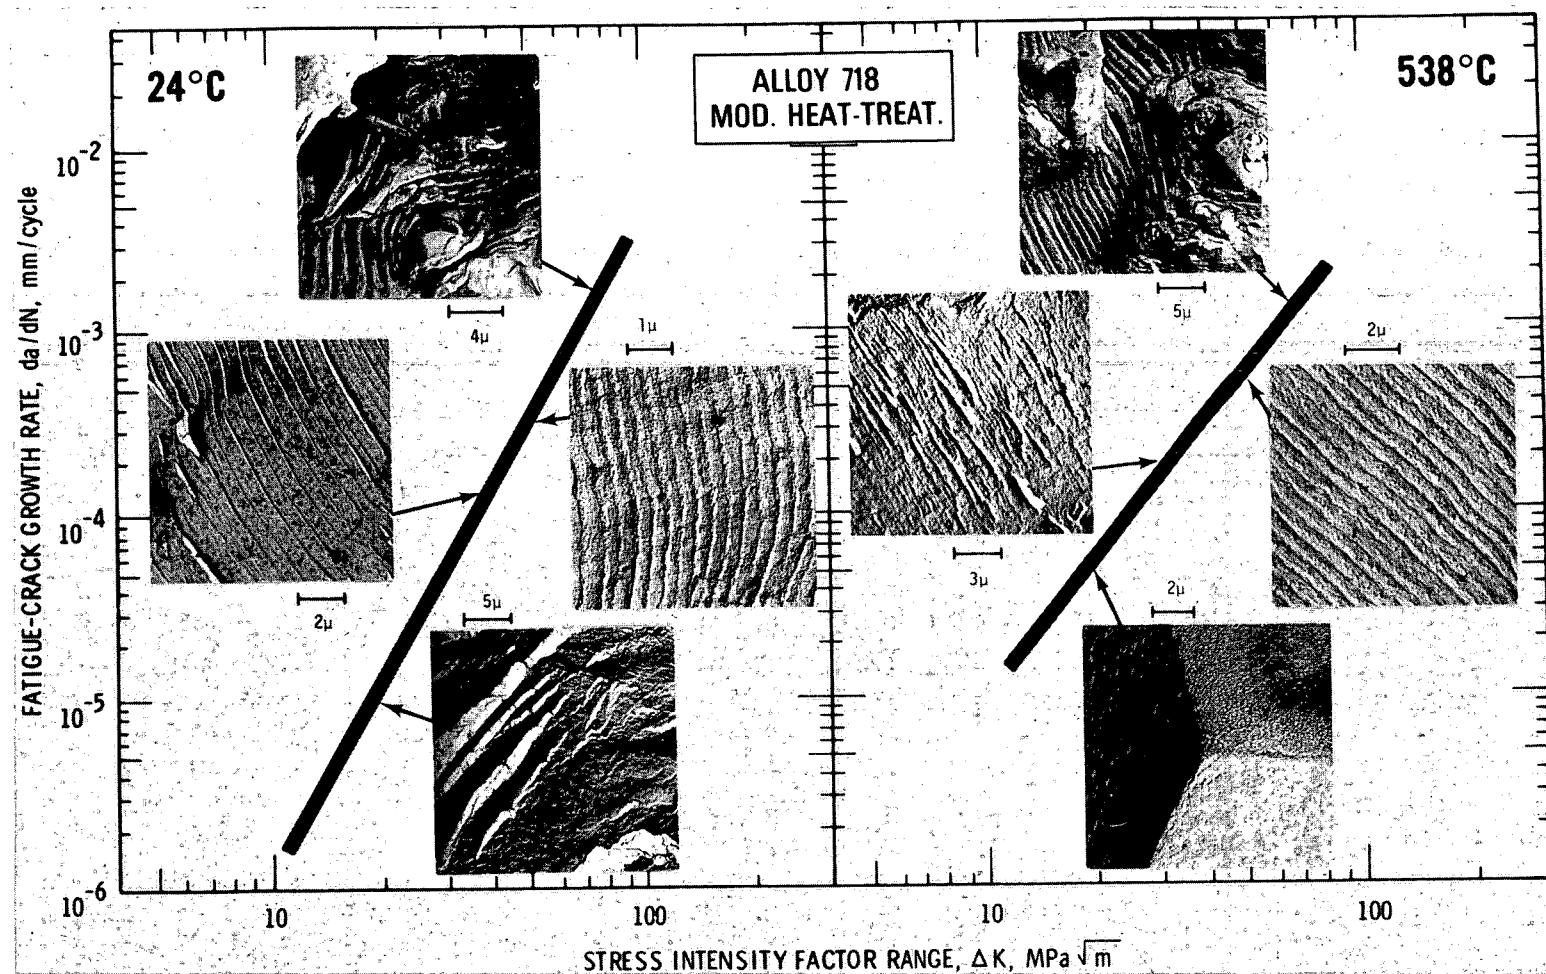 24°C
ALLOY 718
MOD. HEAT-TREAT.
538°C
FATIGUE-CRACK GROWTH RATE, da/dN, mm/cycle
10⁻²
10⁻³
10⁻⁴
10⁻⁵
10⁻⁶
4μ
1μ
2μ
5μ
5μ
2μ
3μ
2μ
10
100
10
100
STRESS INTENSITY FACTOR RANGE, ΔK, MPa √m